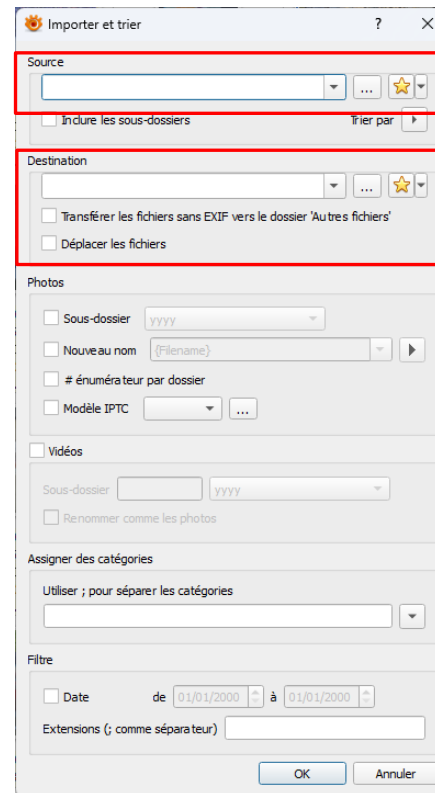 Importer et trier ? ×
Source
...
Inclure les sous-dossiers Trier par
Destination
...
Transférer les fichiers sans EXIF vers le dossier 'Autres fichiers'
Déplacer les fichiers
Photos
Sous-dossier yyyy
Nouveau nom {Filename}
# énumérateur par dossier
Modèle IPTC ...
Vidéos
Sous-dossier yyyy
Renommer comme les photos
Assigner des catégories
Utiliser ; pour séparer les catégories
Filtre
Date de 01/01/2000 à 01/01/2000
Extensions (; comme séparateur)
OK Annuler